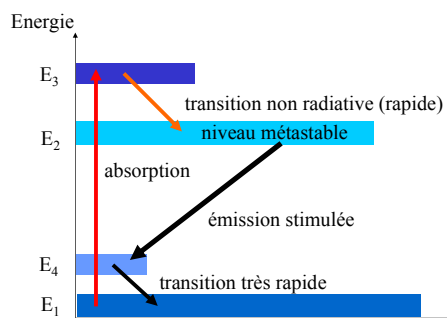 Energie
E3
transition non radiative (rapide)
niveau métastable
E2
absorption
émission stimulée
E4
transition très rapide
E1